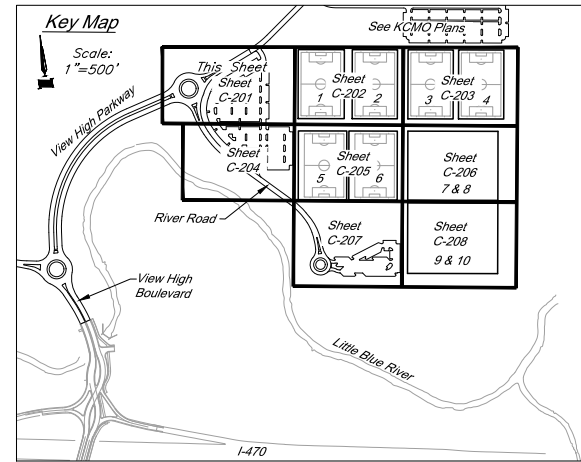 Key Map
Scale:
1"=500'
See KCMO Plans
This Sheet
Sheet
C-201
Sheet
C-202
1
2
Sheet
C-203
3
4
View High Parkway
Sheet
C-204
Sheet
C-205
5
6
Sheet
C-206
7 & 8
River Road
Sheet
C-207
Sheet
C-208
9 & 10
View High
Boulevard
Little Blue River
I-470